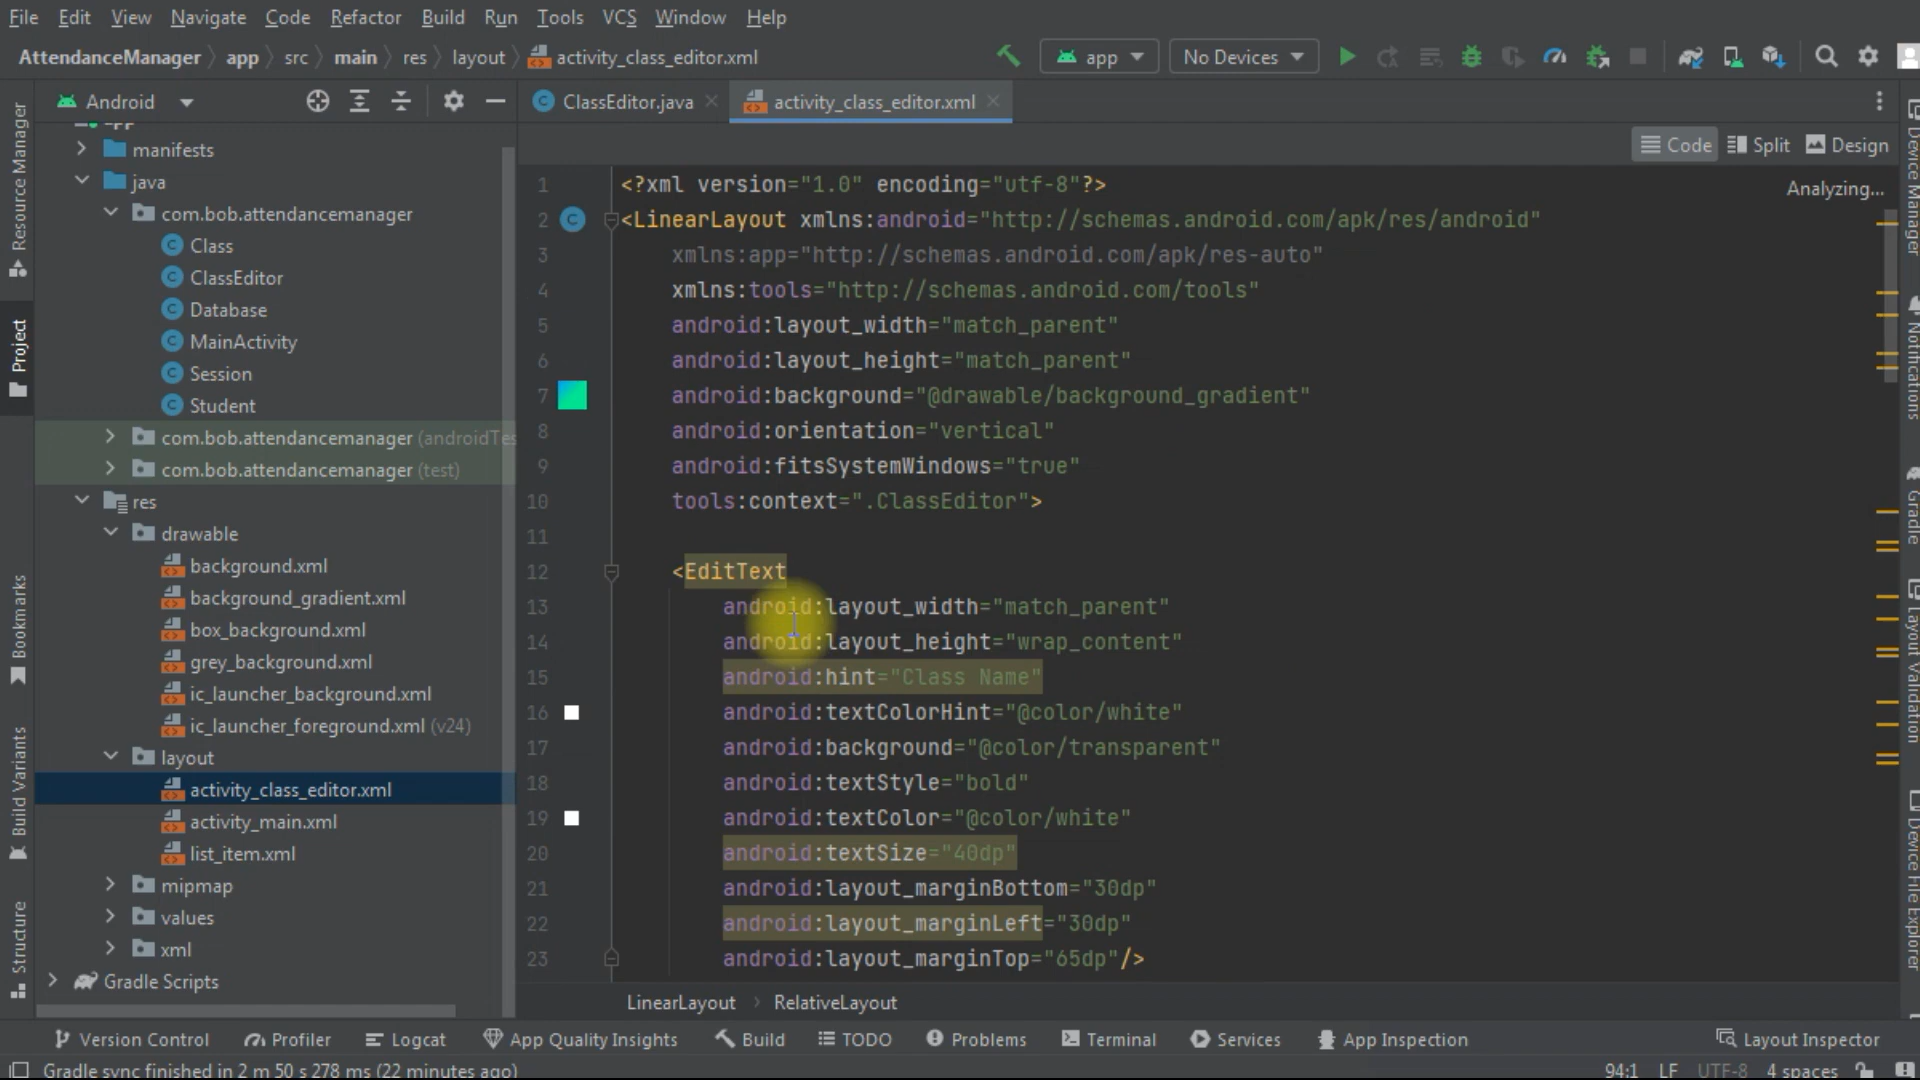 File Edit View Navigate Code Refactor Build Run Tools VCS Window Help
AttendanceManager app src main res layout activity_class_editor.xml app No Devices
Android
ClassEditor.java activity_class_editor.xml
Code Split Design
Analyzing...
Resource Manager
Project
Bookmarks
Build Variants
Structure
app
manifests
java
com.bob.attendancemanager
Class
ClassEditor
Database
MainActivity
Session
Student
com.bob.attendancemanager (androidTes
com.bob.attendancemanager (test)
res
drawable
background.xml
background_gradient.xml
box_background.xml
grey_background.xml
ic_launcher_background.xml
ic_launcher_foreground.xml (v24)
layout
activity_class_editor.xml
activity_main.xml
list_item.xml
mipmap
values
xml
Gradle Scripts
1 <?xml version="1.0" encoding="utf-8"?>
2 <LinearLayout xmlns:android="http://schemas.android.com/apk/res/android"
3 xmlns:app="http://schemas.android.com/apk/res-auto"
4 xmlns:tools="http://schemas.android.com/tools"
5 android:layout_width="match_parent"
6 android:layout_height="match_parent"
7 android:background="@drawable/background_gradient"
8 android:orientation="vertical"
9 android:fitsSystemWindows="true"
10 tools:context=".ClassEditor">
11
12 <EditText
13 android:layout_width="match_parent"
14 android:layout_height="wrap_content"
15 android:hint="Class Name"
16 android:textColorHint="@color/white"
17 android:background="@color/transparent"
18 android:textStyle="bold"
19 android:textColor="@color/white"
20 android:textSize="40dp"
21 android:layout_marginBottom="30dp"
22 android:layout_marginLeft="30dp"
23 android:layout_marginTop="65dp"/>
LinearLayout RelativeLayout
Device Manager
Notifications
Gradle
Layout Validation
Device File Explorer
Version Control Profiler Logcat App Quality Insights Build TODO Problems Terminal Services App Inspection Layout Inspector
Gradle sync finished in 2 m 50 s 278 ms (22 minutes ago) 94:1 LF UTF-8 4 spaces